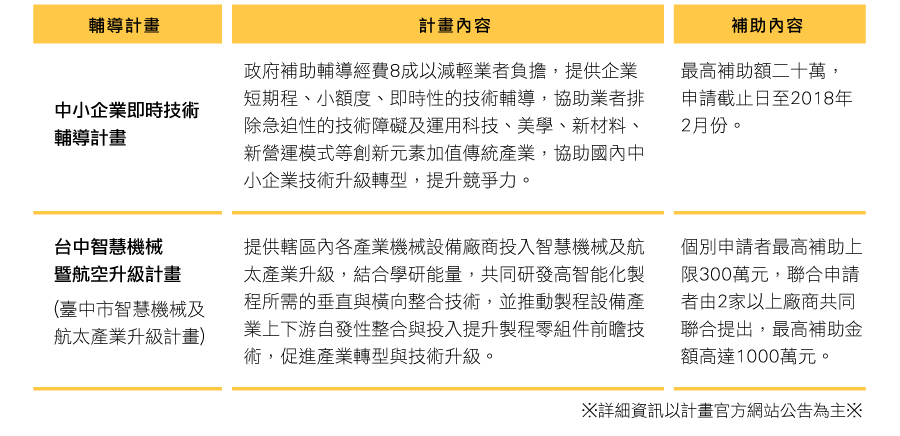 輔導計畫
計畫內容
補助內容
中小企業即時技術
輔導計畫
政府補助輔導經費8成以減輕業者負擔，提供企業
短期程、小額度、即時性的技術輔導，協助業者排
除急迫性的技術障礙及運用科技、美學、新材料、
新營運模式等創新元素加值傳統產業，協助國內中
小企業技術升級轉型，提升競爭力。
最高補助額二十萬，
申請截止日至2018年
2月份。
台中智慧機械
暨航空升級計畫
(臺中市智慧機械及
航太產業升級計畫)
提供轄區內各產業機械設備廠商投入智慧機械及航
太產業升級，結合學研能量，共同研發高智能化製
程所需的垂直與橫向整合技術，並推動製程設備產
業上下游自發性整合與投入提升製程零組件前瞻技
術，促進產業轉型與技術升級。
個別申請者最高補助上
限300萬元，聯合申請
者由2家以上廠商共同
聯合提出，最高補助金
額高達1000萬元。
※詳細資訊以計畫官方網站公告為主※